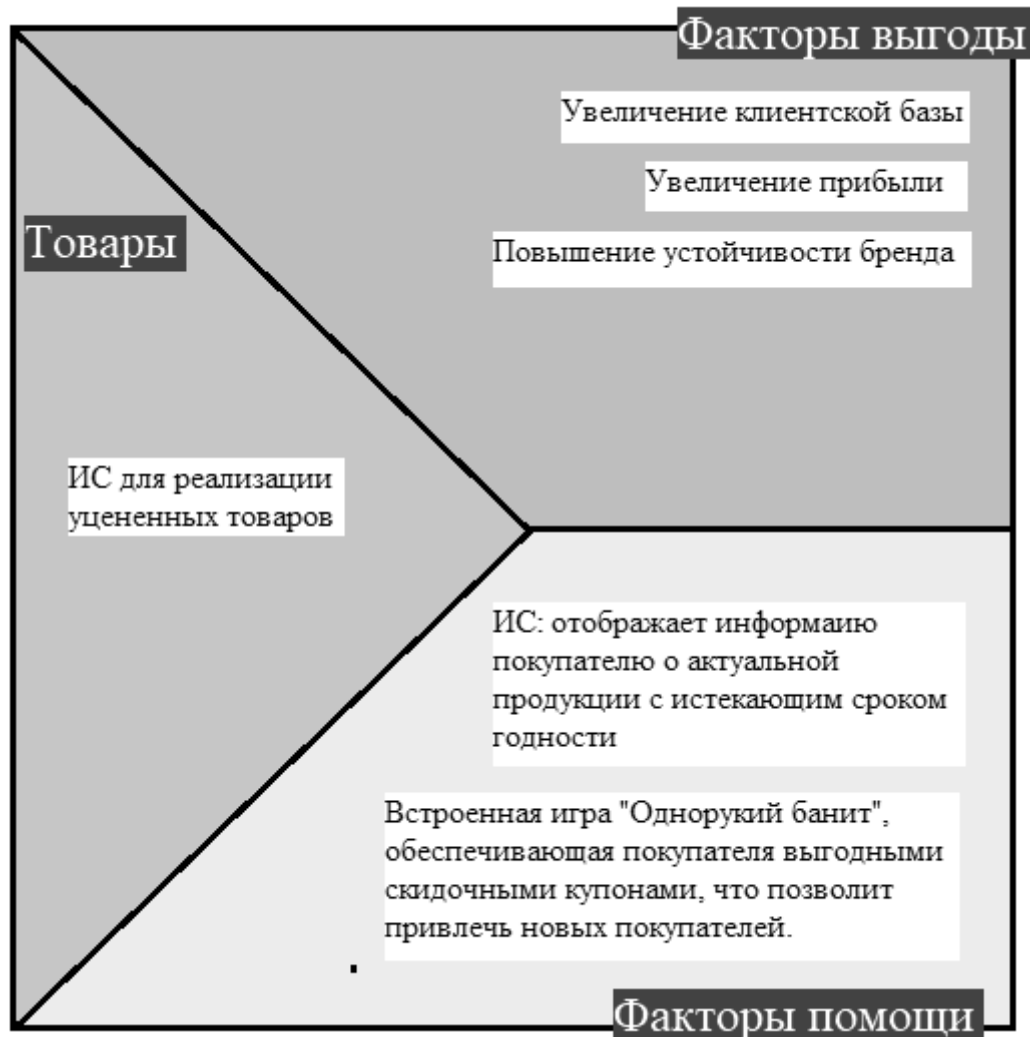 Факторы выгоды
Увеличение клиентской базы
Увеличение прибыли
Повышение устойчивости бренда
Товары
ИС для реализации
уцененных товаров
ИС: отображает информаию
покупателю о актуальной
продукции с истекающим сроком
годности
Встроенная игра "Однорукий банит",
обеспечивающая покупателя выгодными
скидочными купонами, что позволит
привлечь новых покупателей.
Факторы помощи